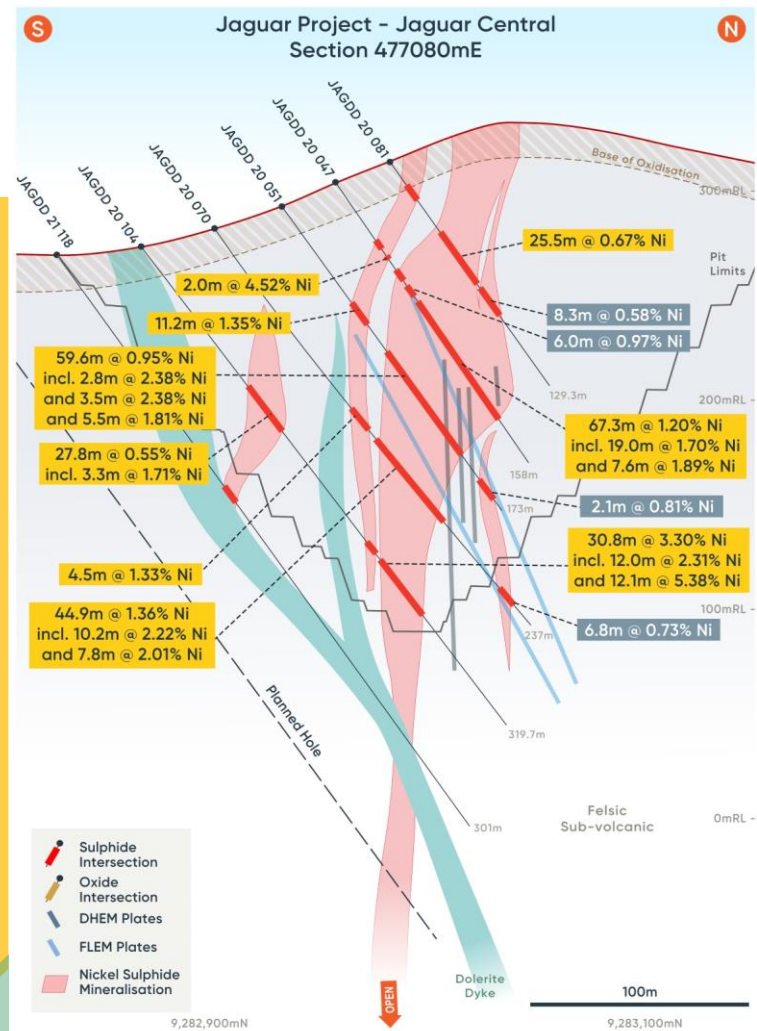 S
Jaguar Project - Jaguar Central
Section 477080mE
N
JAGDD 21 118
JAGDD 20 104
JAGDD 20 070
JAGDD 20 051
JAGDD 20 047
JAGDD 20 081
Base of Oxidisation
300mRL
Pit
Limits
25.5m @ 0.67% Ni
2.0m @ 4.52% Ni
8.3m @ 0.58% Ni
11.2m @ 1.35% Ni
6.0m @ 0.97% Ni
59.6m @ 0.95% Ni
incl. 2.8m @ 2.38% Ni
and 3.5m @ 2.38% Ni
and 5.5m @ 1.81% Ni
129.3m
200mRL
67.3m @ 1.20% Ni
incl. 19.0m @ 1.70% Ni
and 7.6m @ 1.89% Ni
27.8m @ 0.55% Ni
incl. 3.3m @ 1.71% Ni
158m
173m
2.1m @ 0.81% Ni
30.8m @ 3.30% Ni
incl. 12.0m @ 2.31% Ni
and 12.1m @ 5.38% Ni
4.5m @ 1.33% Ni
44.9m @ 1.36% Ni
incl. 10.2m @ 2.22% Ni
and 7.8m @ 2.01% Ni
100mRL
237m
6.8m @ 0.73% Ni
Planned Hole
319.7m
301m
Felsic
Sub-volcanic
0mRL
Sulphide
Intersection
Oxide
Intersection
DHEM Plates
FLEM Plates
Nickel Sulphide
Mineralisation
OPEN
Dolerite
Dyke
100m
9,282,900mN
9,283,100mN